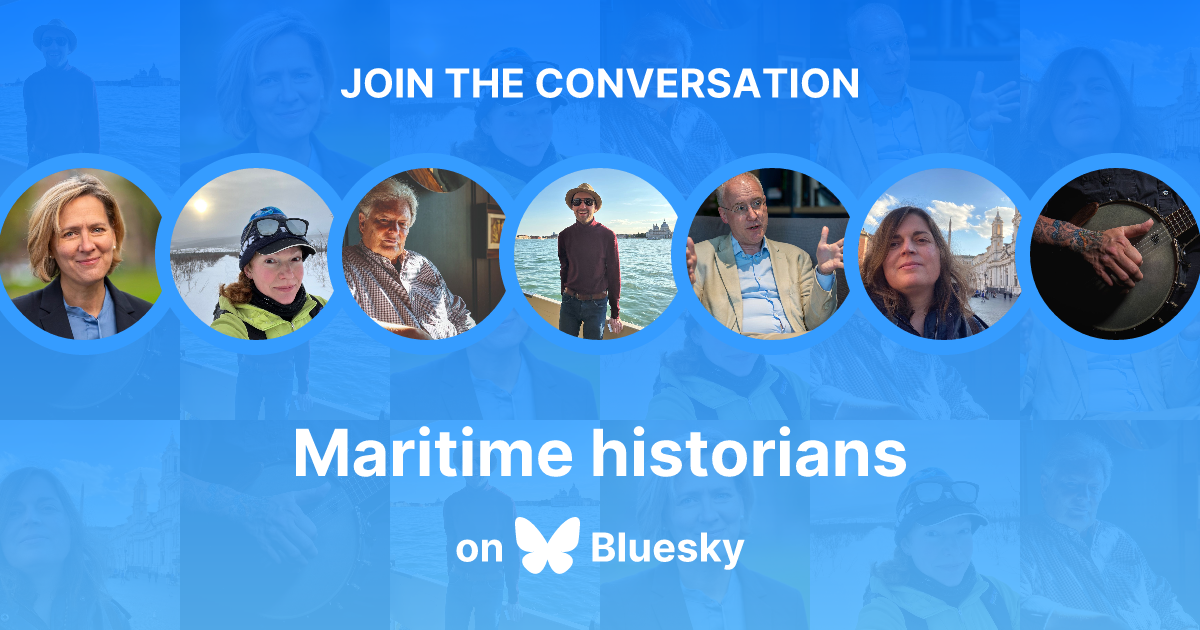 JOIN THE CONVERSATION
Maritime historians
on Bluesky